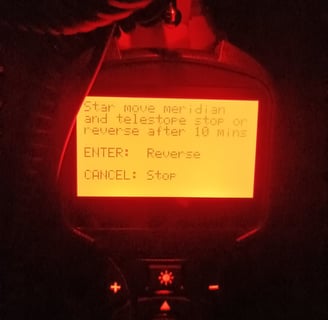 Star move meridian
and telestope stop or
reverse after 10 mins
ENTER: Reverse
CANCEL: Stop
+ -